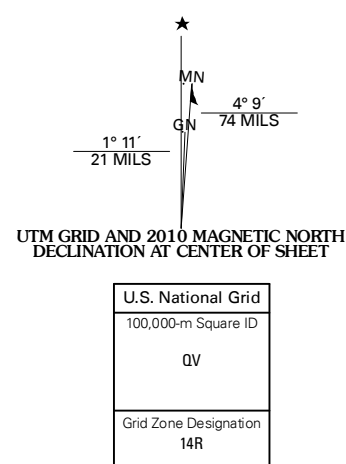 ★
MN
GN
4° 9´
74 MILS
1° 11´
21 MILS
UTM GRID AND 2010 MAGNETIC NORTH
DECLINATION AT CENTER OF SHEET
U.S. National Grid
100,000-m Square ID
QV
Grid Zone Designation
14R